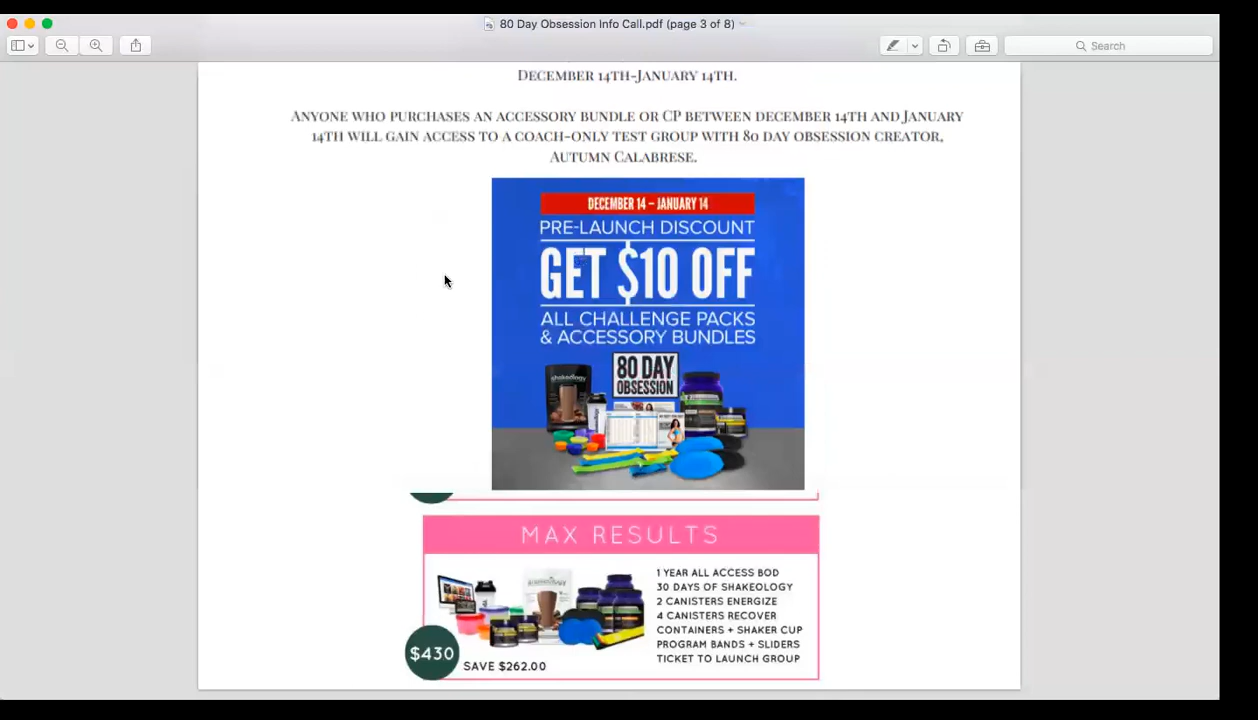 80 Day Obsession Info Call.pdf (page 3 of 8)
Search
December 14th-January 14th.
Anyone who purchases an accessory bundle or CP between december 14th and January
14th will gain access to a coach-only test group with 80 day obsession creator,
Autumn Calabrese.
DECEMBER 14 – JANUARY 14
PRE-LAUNCH DISCOUNT
GET $10 OFF
ALL CHALLENGE PACKS
& ACCESSORY BUNDLES
80 DAY
OBSESSION
shakeology
MAX RESULTS
1 YEAR ALL ACCESS BOD
30 DAYS OF SHAKEOLOGY
2 CANISTERS ENERGIZE
4 CANISTERS RECOVER
CONTAINERS + SHAKER CUP
PROGRAM BANDS + SLIDERS
TICKET TO LAUNCH GROUP
shakeology
$430
SAVE $262.00